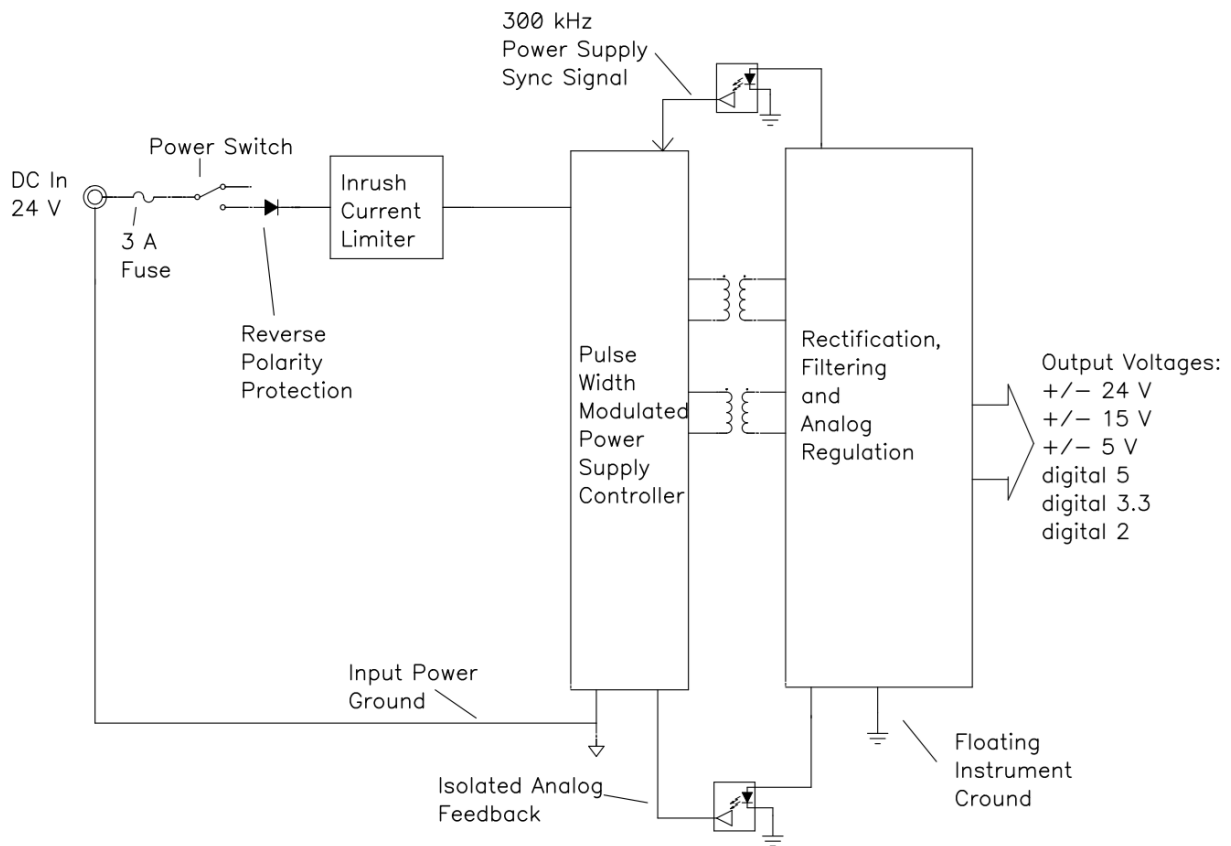 300 kHz
Power Supply
Sync Signal
Power Switch
DC In
24 V
Inrush
Current
Limiter
3 A
Fuse
Reverse
Polarity
Protection
Pulse
Width
Modulated
Power
Supply
Controller
Rectification,
Filtering
and
Analog
Regulation
Output Voltages:
+/- 24 V
+/- 15 V
+/- 5 V
digital 5
digital 3.3
digital 2
Input Power
Ground
Isolated Analog
Feedback
Floating
Instrument
Ground